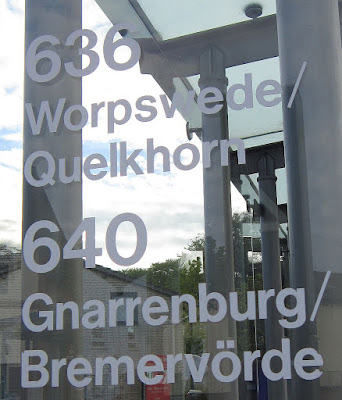 636
Worpswede/
Quelkhorn
640
Gnarrenburg/
Bremervörde